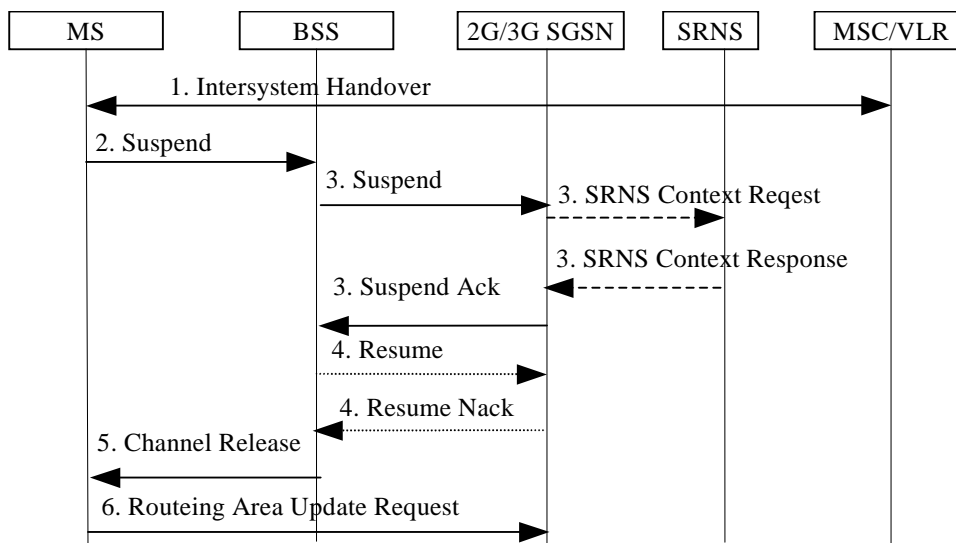 MS BSS 2G/3G SGSN SRNS MSC/VLR
1. Intersystem Handover
2. Suspend
3. Suspend
3. SRNS Context Reqest
3. SRNS Context Response
3. Suspend Ack
4. Resume
4. Resume Nack
5. Channel Release
6. Routeing Area Update Request